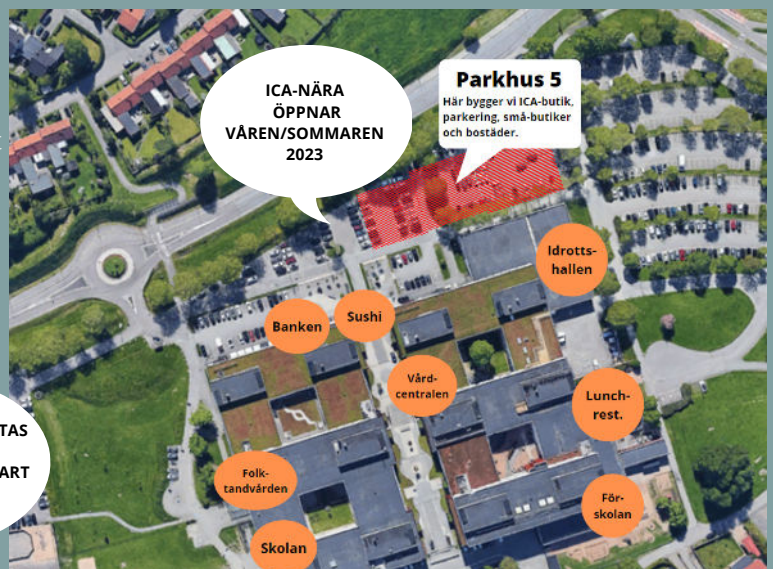 ICA-NÄRA
ÖPPNAR
VÅREN/SOMMAREN
2023
Parkhus 5
Här bygger vi ICA-butik,
parkering, små-butiker
och bostäder.
Idrotts-
hallen
Banken
Sushi
Vård-
centralen
Lunch-
rest.
TAS
ART
Folk-
tandvården
För-
skolan
Skolan